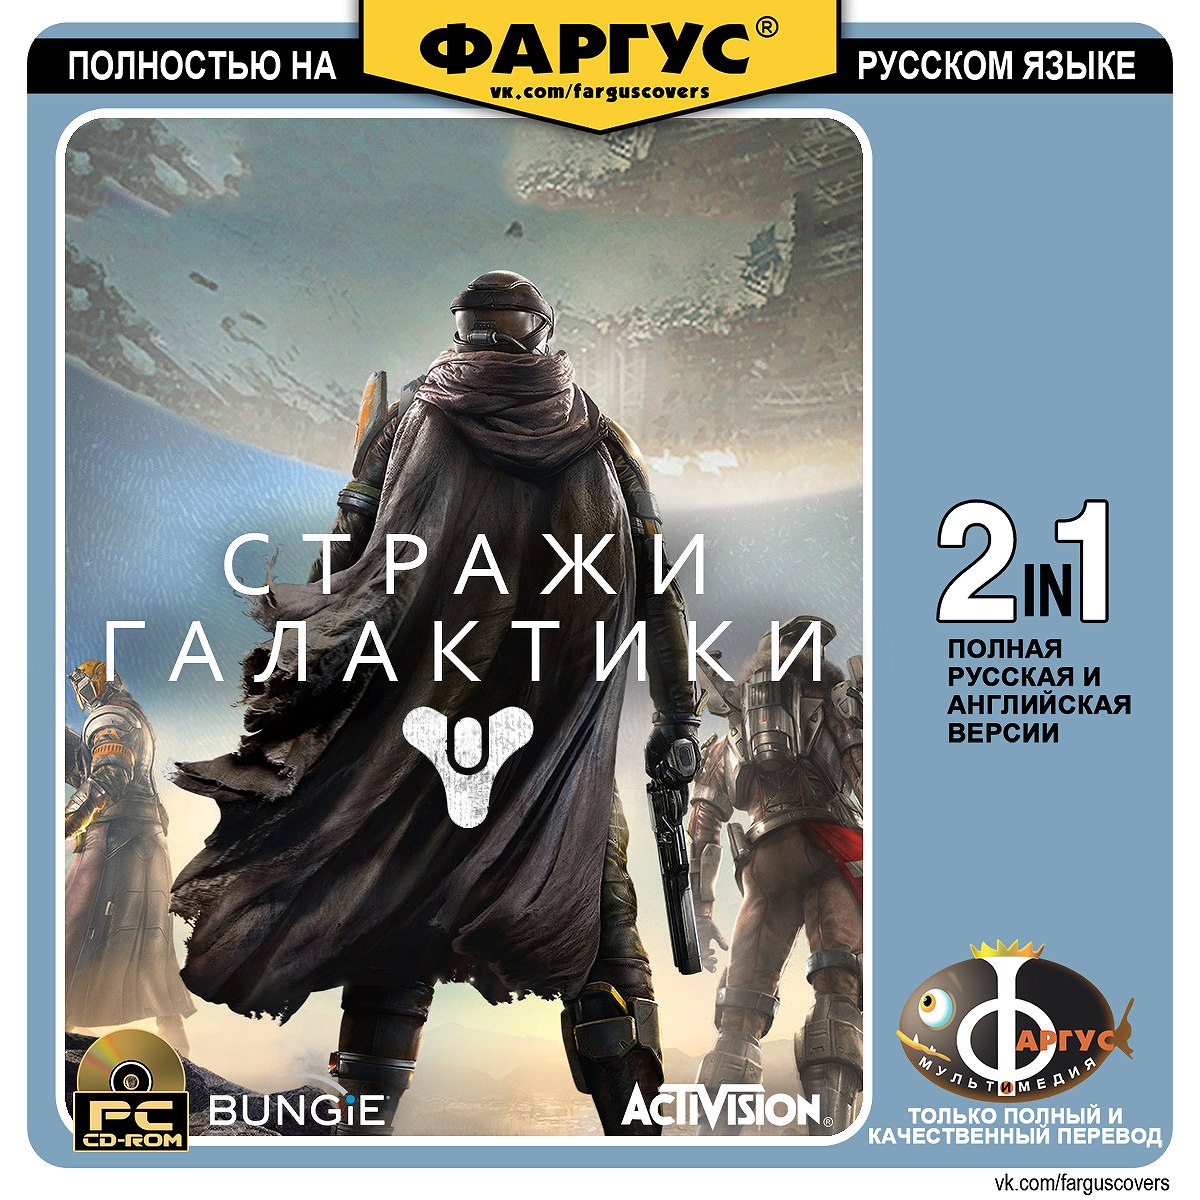 ПОЛНОСТЬЮ НА
ФАРГУС®
vk.com/farguscovers
РУССКОМ ЯЗЫКЕ
СТРАЖИ
ГАЛАКТИКИ
2IN1
ПОЛНАЯ
РУССКАЯ И
АНГЛИЙСКАЯ
ВЕРСИИ
ФАРГУС
МУЛЬТИМЕДИЯ
ТОЛЬКО ПОЛНЫЙ И
КАЧЕСТВЕННЫЙ ПЕРЕВОД
PC
CD-ROM
BUNGiE
ACTIVISION®
vk.com/farguscovers